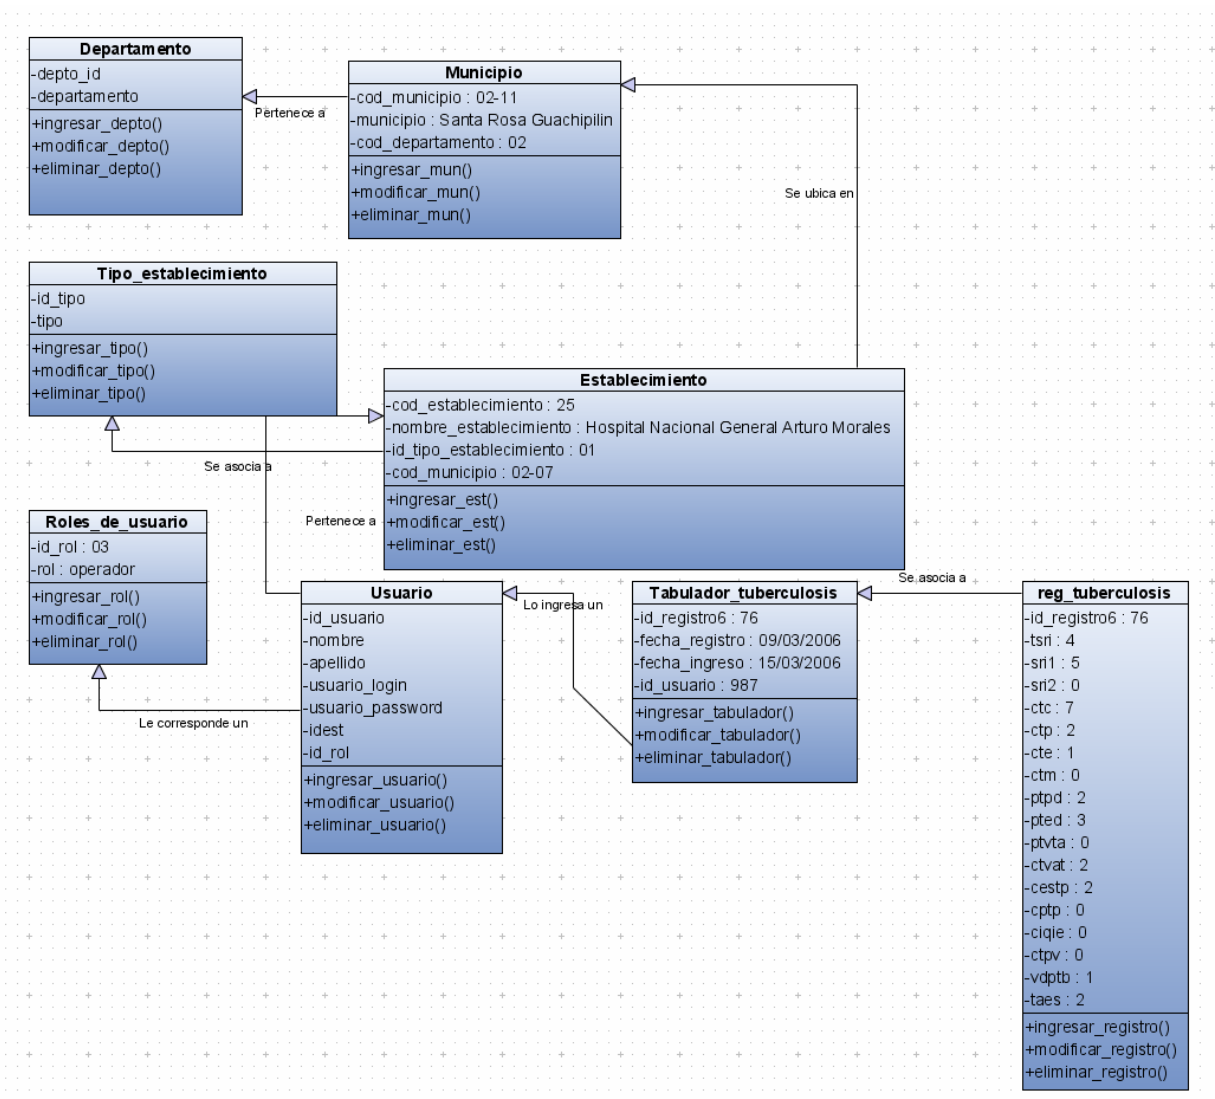 Departamento
-depto_id
-departamento
+ingresar_depto()
+modificar_depto()
+eliminar_depto()
Pertenece a
Municipio
-cod_municipio : 02-11
-municipio : Santa Rosa Guachipilin
-cod_departamento : 02
+ingresar_mun()
+modificar_mun()
+eliminar_mun()
Se ubica en
Tipo_establecimiento
-id_tipo
-tipo
+ingresar_tipo()
+modificar_tipo()
+eliminar_tipo()
Se asocia a
Establecimiento
-cod_establecimiento : 25
-nombre_establecimiento : Hospital Nacional General Arturo Morales
-id_tipo_establecimiento : 01
-cod_municipio : 02-07
+ingresar_est()
+modificar_est()
+eliminar_est()
Pertenece a
Roles_de_usuario
-id_rol : 03
-rol : operador
+ingresar_rol()
+modificar_rol()
+eliminar_rol()
Le corresponde un
Usuario
-id_usuario
-nombre
-apellido
-usuario_login
-usuario_password
-idest
-id_rol
+ingresar_usuario()
+modificar_usuario()
+eliminar_usuario()
Lo ingresa un
Tabulador_tuberculosis
-id_registro6 : 76
-fecha_registro : 09/03/2006
-fecha_ingreso : 15/03/2006
-id_usuario : 987
+ingresar_tabulador()
+modificar_tabulador()
+eliminar_tabulador()
Se asocia a
reg_tuberculosis
-id_registro6 : 76
-tsri : 4
-sri1 : 5
-sri2 : 0
-ctc : 7
-ctp : 2
-cte : 1
-ctm : 0
-ptpd : 2
-pted : 3
-ptvta : 0
-ctvat : 2
-cestp : 2
-cptp : 0
-ciqie : 0
-ctpv : 0
-vdptb : 1
-taes : 2
+ingresar_registro()
+modificar_registro()
+eliminar_registro()